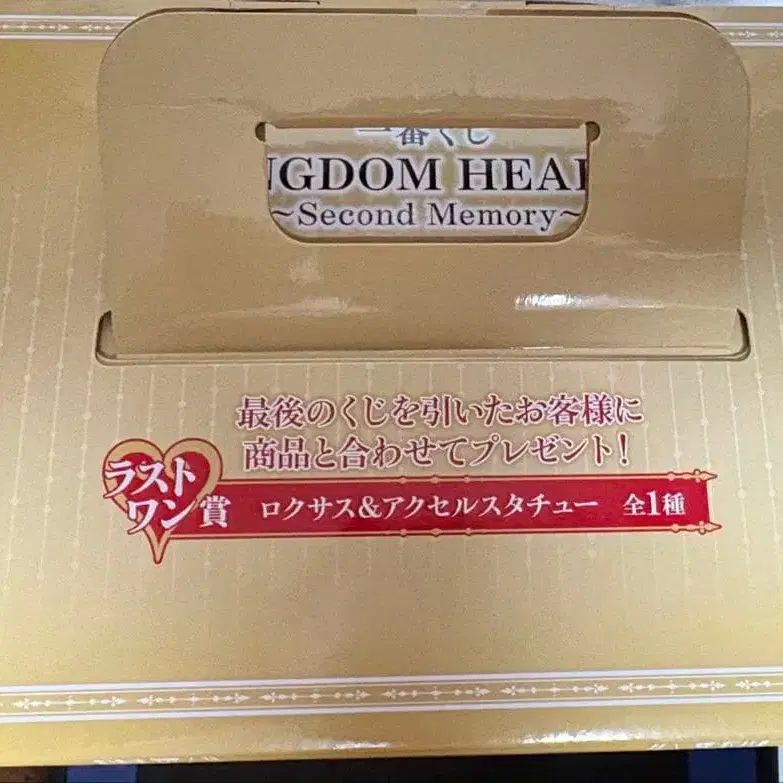 一番くじ
NGDOM HEAR
~Second Memory~
最後のくじを引いたお客様に
商品と合わせてプレゼント!
ラスト
ワン賞
ロクサス&アクセルスタチュー 全1種